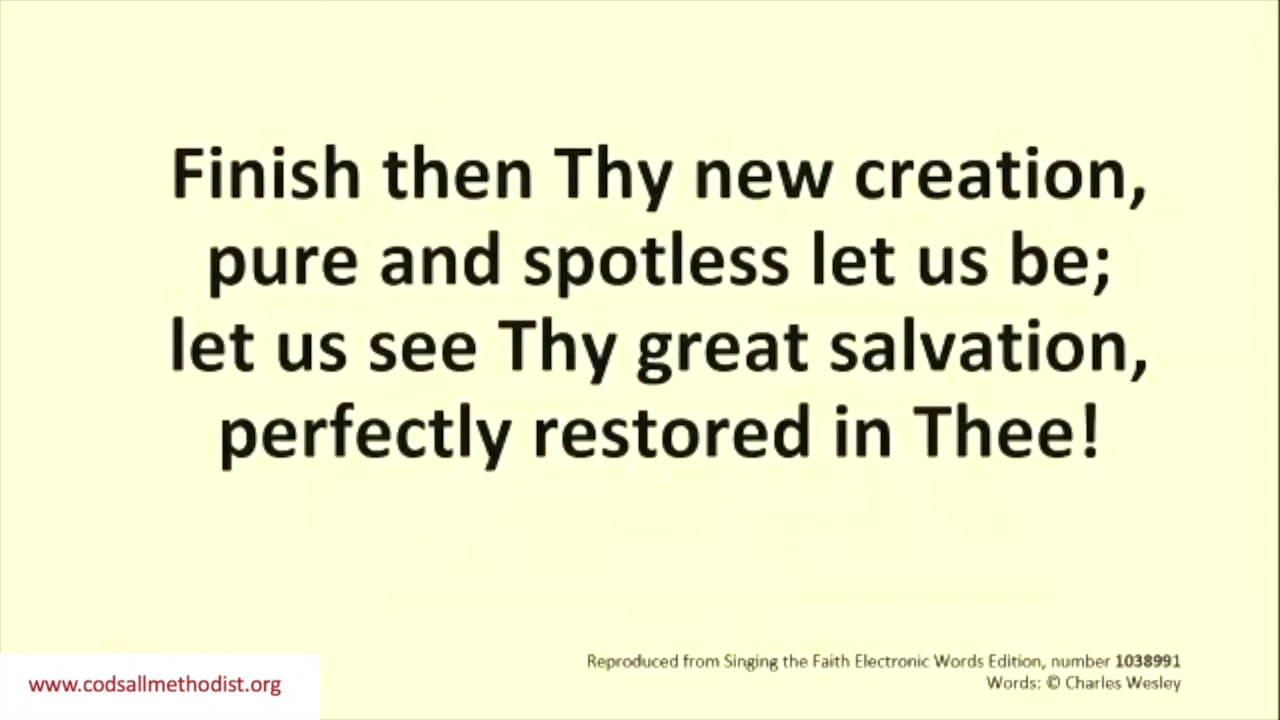 Finish then Thy new creation,
pure and spotless let us be;
let us see Thy great salvation,
perfectly restored in Thee!
Reproduced from Singing the Faith Electronic Words Edition, number 1038991
Words: © Charles Wesley
www.codsallmethodist.org